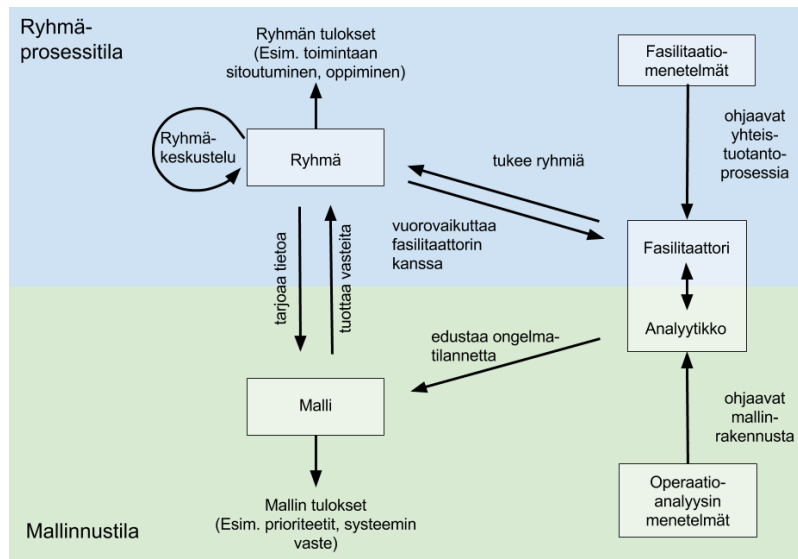 Ryhmä-
prosessitila
Ryhmän tulokset
(Esim. toimintaan
sitoutuminen, oppiminen)
Fasilitaatio-
menetelmät
ohjaavat
yhteis-
tuotanto-
prosessia
Ryhmä-
keskustelu
Ryhmä
tukee ryhmiä
vuorovaikuttaa
fasilitaattorin
kanssa
Fasilitaattori
tarjoaa tietoa
tuottaa vasteita
Analyytikko
edustaa ongelma-
tilannetta
Malli
ohjaavat
mallin-
rakennusta
Mallin tulokset
(Esim. prioriteetit, systeemin
vaste)
Operaatio-
analyysin
menetelmät
Mallinnustila